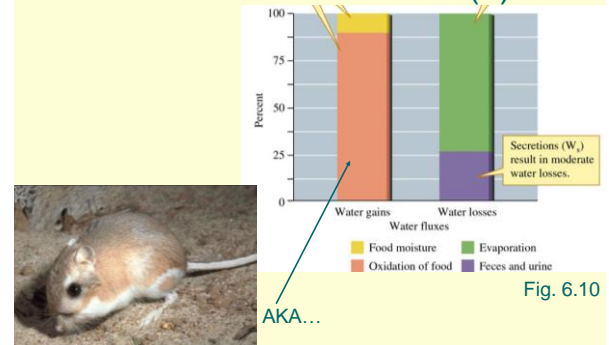 100
75
50
25
0
Percent
Secretions (Wₛ)
result in moderate
water losses.
Water gains Water losses
Water fluxes
Food moisture Evaporation
Oxidation of food Feces and urine
Fig. 6.10
AKA…